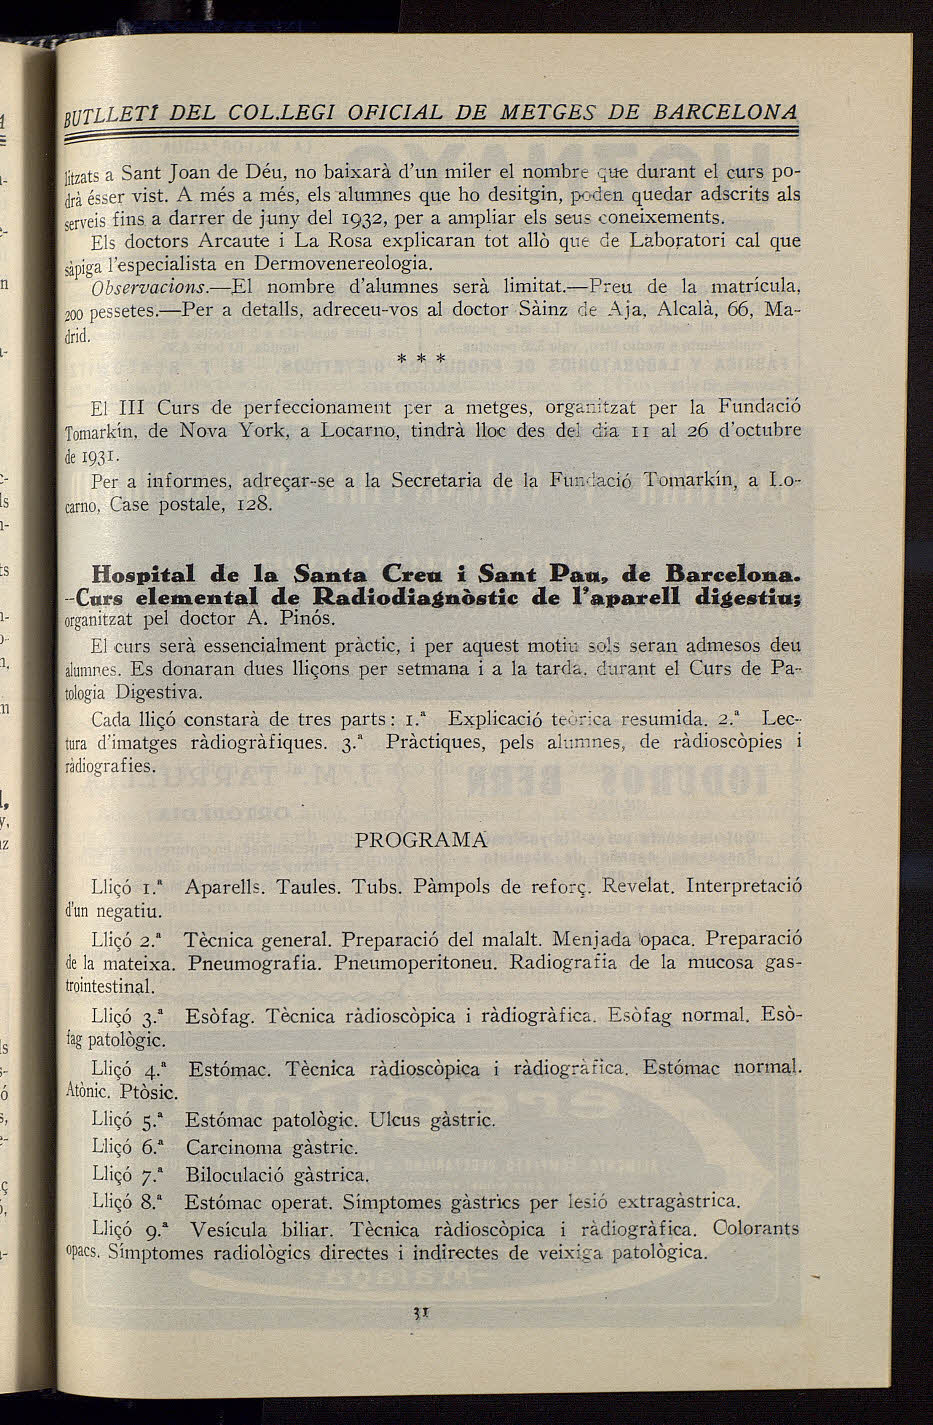 BUTLLETÍ DEL COL.LEGI OFICIAL DE METGES DE BARCELONA
litzats a Sant Joan de Déu, no baixarà d'un miler el nombre que durant el curs po-
drà ésser vist. A més a més, els alumnes que ho desitgin, poden quedar adscrits als
serveis fins a darrer de juny del 1932, per a ampliar els seus coneixements.
Els doctors Arcaute i La Rosa explicaran tot allò que de Laboratori cal que
sàpiga l'especialista en Dermovenereologia.
Observacions.—El nombre d'alumnes serà limitat.—Preu de la matrícula,
200 pessetes.—Per a detalls, adreceu-vos al doctor Sàinz de Aja, Alcalà, 66, Ma-
drid.
* * *
El III Curs de perfeccionament per a metges, organitzat per la Fundació
Tomarkín, de Nova York, a Locarno, tindrà lloc des del dia 11 al 26 d'octubre
de 1931.
Per a informes, adreçar-se a la Secretaria de la Fundació Tomarkín, a Lo-
carno, Case postale, 128.
Hospital de la Santa Creu i Sant Pau, de Barcelona.
-Curs elemental de Radiodiagnòstic de l'aparell digestiu;
organitzat pel doctor A. Pinós.
El curs serà essencialment pràctic, i per aquest motiu sols seran admesos deu
alumnes. Es donaran dues lliçons per setmana i a la tarda, durant el Curs de Pa-
tologia Digestiva.
Cada lliçó constarà de tres parts: 1.ª Explicació teòrica resumida. 2.ª Lec-
tura d'imatges ràdiogràfiques. 3.ª Pràctiques, pels alumnes, de ràdioscòpies i
ràdiografies.
PROGRAMA
Lliçó 1.ª Aparells. Taules. Tubs. Pàmpols de reforç. Revelat. Interpretació
d'un negatiu.
Lliçó 2.ª Tècnica general. Preparació del malalt. Menjada opaca. Preparació
de la mateixa. Pneumografia. Pneumoperitoneu. Radiografia de la mucosa gas-
trointestinal.
Lliçó 3.ª Esòfag. Tècnica ràdioscòpica i ràdiogràfica. Esòfag normal. Esò-
fag patològic.
Lliçó 4.ª Estómac. Tècnica ràdioscòpica i ràdiogràfica. Estómac normal.
Atònic. Ptòsic.
Lliçó 5.ª Estómac patològic. Ulcus gàstric.
Lliçó 6.ª Carcinoma gàstric.
Lliçó 7.ª Biloculació gàstrica.
Lliçó 8.ª Estómac operat. Símptomes gàstrics per lesió extragàstrica.
Lliçó 9.ª Vesícula biliar. Tècnica ràdioscòpica i ràdiogràfica. Colorants
opacs. Símptomes radiològics directes i indirectes de veixiga patològica.
31